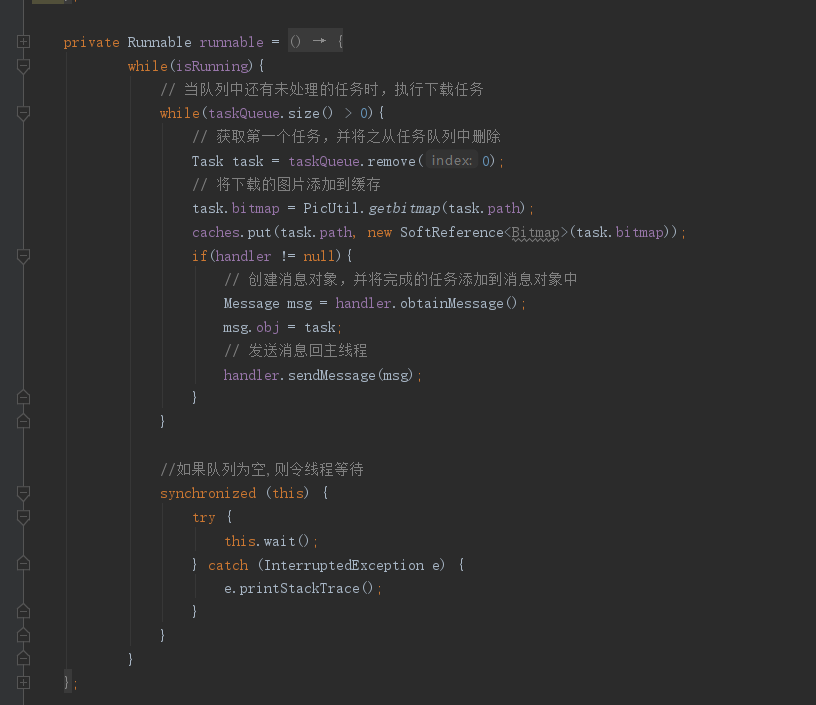 private Runnable runnable = () → {
while(isRunning){
// 当队列中还有未处理的任务时，执行下载任务
while(taskQueue.size() > 0){
// 获取第一个任务，并将之从任务队列中删除
Task task = taskQueue.remove( index: 0);
// 将下载的图片添加到缓存
task.bitmap = PicUtil.getbitmap(task.path);
caches.put(task.path, new SoftReference<Bitmap>(task.bitmap));
if(handler != null){
// 创建消息对象，并将完成的任务添加到消息对象中
Message msg = handler.obtainMessage();
msg.obj = task;
// 发送消息回主线程
handler.sendMessage(msg);
}
}
//如果队列为空,则令线程等待
synchronized (this) {
try {
this.wait();
} catch (InterruptedException e) {
e.printStackTrace();
}
}
}
};